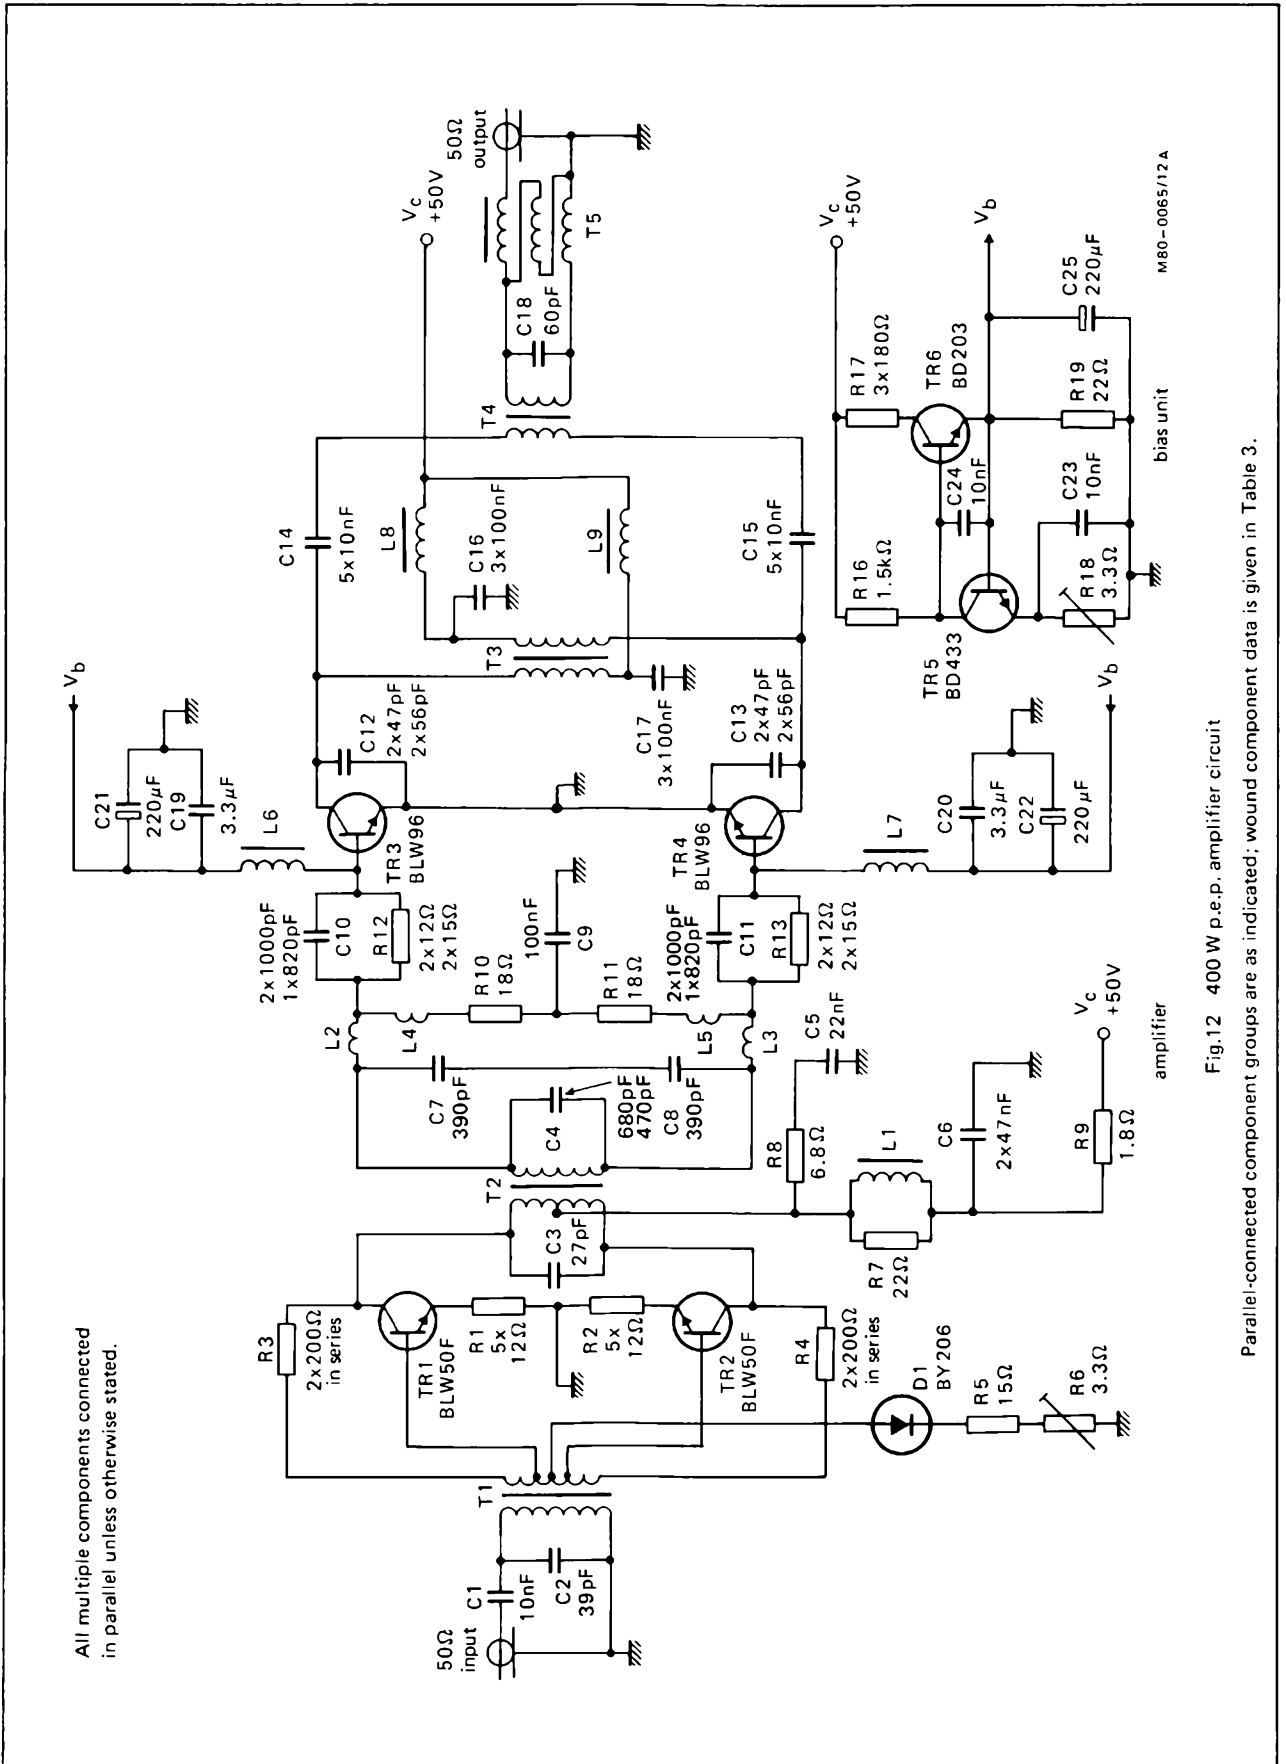 All multiple components connected
in parallel unless otherwise stated.
50Ω
input
C1
10nF
C2
39pF
T1
R3
2x200Ω
in series
TR1
BLW50F
R1
5x
12Ω
R2
5x
12Ω
TR2
BLW50F
R4
2x200Ω
in series
D1
BY206
R5
15Ω
R6
3.3Ω
C3
27pF
T2
C4
680pF
470pF
C7
390pF
C8
390pF
R7
22Ω
L1
R8
6.8Ω
C5
22nF
C6
2x47nF
R9
1.8Ω
Vc
+50V
amplifier
L2
L4
R10
18Ω
100nF
C9
R11
18Ω
L5
L3
2x1000pF
1x820pF
C10
R12
2x12Ω
2x15Ω
2x1000pF
1x820pF
C11
R13
2x12Ω
2x15Ω
TR3
BLW96
TR4
BLW96
L6
C21
220µF
C19
3.3µF
Vb
L7
C20
3.3µF
C22
220µF
Vb
C12
2x47pF
2x56pF
C13
2x47pF
2x56pF
C17
3x100nF
T3
C14
5x10nF
L8
C16
3x100nF
L9
C15
5x10nF
T4
C18
60pF
T5
Vc
+50V
50Ω
output
TR5
BD433
R16
1.5kΩ
C24
10nF
R18
3.3Ω
C23
10nF
R17
3x180Ω
TR6
BD203
R19
22Ω
C25
220µF
Vc
+50V
Vb
bias unit
M80-0065/12A
Fig.12 400 W p.e.p. amplifier circuit
Parallel-connected component groups are as indicated; wound component data is given in Table 3.